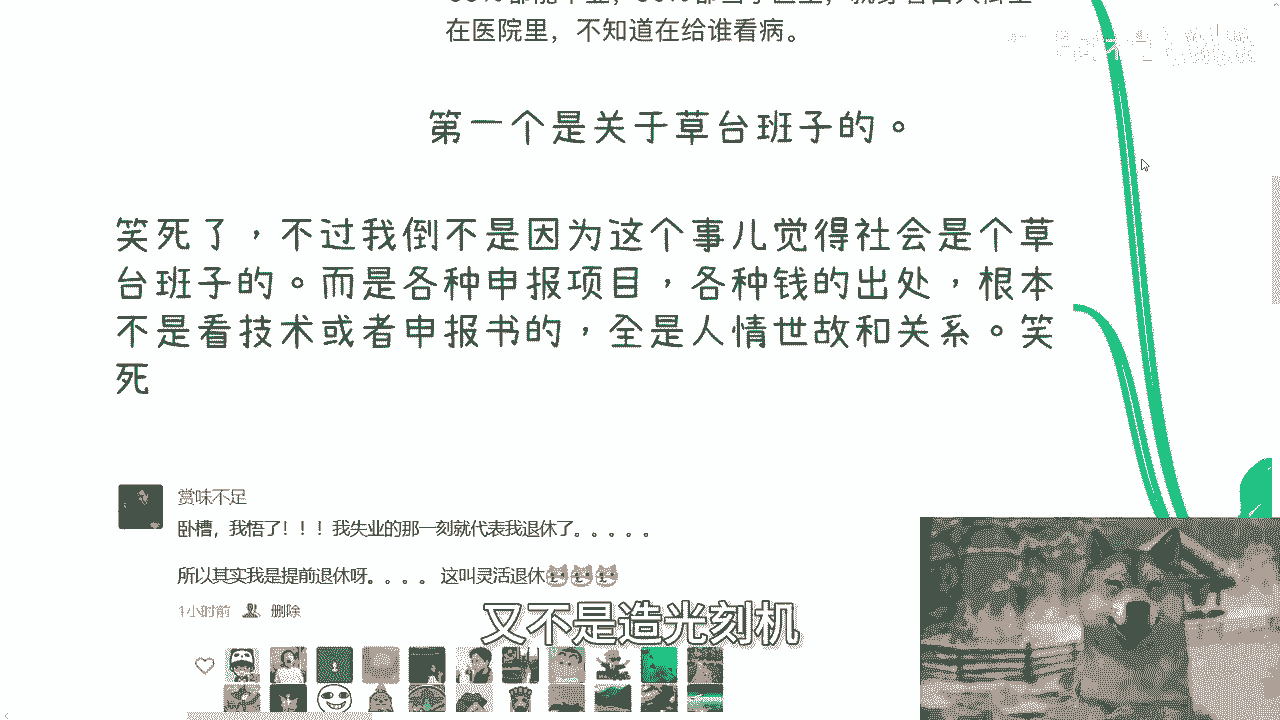 在医院里，不知道在给谁看病。
第一个是关于草台班子的。
笑死了，不过我倒不是因为这个事儿觉得社会是个草
台班子的。而是各种申报项目，各种钱的出处，根本
不是看技术或者申报书的，全是人情世故和关系。笑
死
赏味不足
卧槽，我悟了！！！我失业的那一刻就代表我退休了。。。。。
所以其实我是提前退休呀。。。。 这叫灵活退休
1小时前 删除
又不是造光刻机